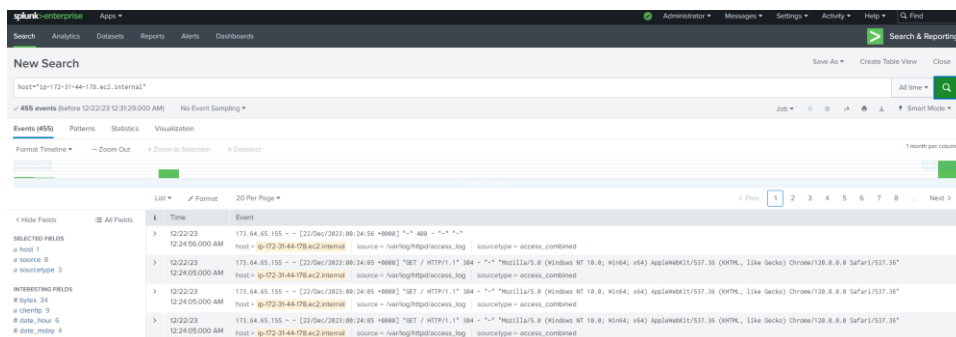 splunk>enterprise Apps ▾ Administrator ▾ Messages ▾ Settings ▾ Activity ▾ Help ▾ Find
Search Analytics Datasets Reports Alerts Dashboards Search & Reporting
New Search Save As ▾ Create Table View Close
host="ip-172-31-44-178.ec2.internal" All time ▾
✓ 455 events (before 12/22/23 12:31:29.000 AM) No Event Sampling ▾ Job ▾ Smart Mode ▾
Events (455) Patterns Statistics Visualization
Format Timeline ▾ — Zoom Out + Zoom to Selection × Deselect 1 month per column
List ▾ Format 20 Per Page ▾ < Prev 1 2 3 4 5 6 7 8 ... Next >
< Hide Fields All Fields i Time Event
SELECTED FIELDS
a host 1
a source 8
a sourcetype 3
INTERESTING FIELDS
# bytes 34
a clientip 9
# date_hour 6
# date_mday 4
> 12/22/23 173.64.65.155 - - [22/Dec/2023:00:24:56 +0000] "-" 408 - "-" "-"
12:24:56.000 AM host = ip-172-31-44-178.ec2.internal source = /var/log/httpd/access_log sourcetype = access_combined
> 12/22/23 173.64.65.155 - - [22/Dec/2023:00:24:05 +0000] "GET / HTTP/1.1" 304 - "-" "Mozilla/5.0 (Windows NT 10.0; Win64; x64) AppleWebKit/537.36 (KHTML, like Gecko) Chrome/120.0.0.0 Safari/537.36"
12:24:05.000 AM host = ip-172-31-44-178.ec2.internal source = /var/log/httpd/access_log sourcetype = access_combined
> 12/22/23 173.64.65.155 - - [22/Dec/2023:00:24:05 +0000] "GET / HTTP/1.1" 304 - "-" "Mozilla/5.0 (Windows NT 10.0; Win64; x64) AppleWebKit/537.36 (KHTML, like Gecko) Chrome/120.0.0.0 Safari/537.36"
12:24:05.000 AM host = ip-172-31-44-178.ec2.internal source = /var/log/httpd/access_log sourcetype = access_combined
> 12/22/23 173.64.65.155 - - [22/Dec/2023:00:24:05 +0000] "GET / HTTP/1.1" 304 - "-" "Mozilla/5.0 (Windows NT 10.0; Win64; x64) AppleWebKit/537.36 (KHTML, like Gecko) Chrome/120.0.0.0 Safari/537.36"
12:24:05.000 AM host = ip-172-31-44-178.ec2.internal source = /var/log/httpd/access_log sourcetype = access_combined